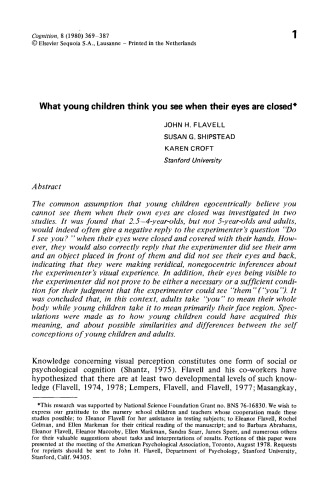 Cognition, 8 (1980) 369–387
© Elsevier Sequoia S.A., Lausanne – Printed in the Netherlands
1
What young children think you see when their eyes are closed*
JOHN H. FLAVELL
SUSAN G. SHIPSTEAD
KAREN CROFT
Stanford University
Abstract
The common assumption that young children egocentrically believe you
cannot see them when their own eyes are closed was investigated in two
studies. It was found that 2.5–4-year-olds, but not 5-year-olds and adults,
would indeed often give a negative reply to the experimenter's question "Do
I see you?" when their eyes were closed and covered with their hands. How-
ever, they would also correctly reply that the experimenter did see their arm
and an object placed in front of them and did not see their eyes and back,
indicating that they were making veridical, nonegocentric inferences about
the experimenter's visual experience. In addition, their eyes being visible to
the experimenter did not prove to be either a necessary or a sufficient condi-
tion for their judgment that the experimenter could see "them" ("you"). It
was concluded that, in this context, adults take "you" to mean their whole
body while young children take it to mean primarily their face region. Spec-
ulations were made as to how young children could have acquired this
meaning, and about possible similarities and differences between the self
conceptions of young children and adults.
Knowledge concerning visual perception constitutes one form of social or
psychological cognition (Shantz, 1975). Flavell and his co-workers have
hypothesized that there are at least two developmental levels of such know-
ledge (Flavell, 1974, 1978; Lempers, Flavell, and Flavell, 1977; Masangkay,
*This research was supported by National Science Foundation Grant no. BNS 76-16830. We wish to
express our gratitude to the nursery school children and teachers whose cooperation made these
studies possible; to Eleanor Flavell for her assistance in testing subjects; to Eleanor Flavell, Rochel
Gelman, and Ellen Markman for their critical reading of the manuscript; and to Barbara Abrahams,
Eleanor Flavell, Eleanor Maccoby, Ellen Markman, Sandra Scarr, James Speer, and numerous others
for their valuable suggestions about tasks and interpretations of results. Portions of this paper were
presented at the meeting of the American Psychological Association, Toronto, August 1978. Requests
for reprints should be sent to John H. Flavell, Department of Psychology, Stanford University,
Stanford, Calif. 94305.